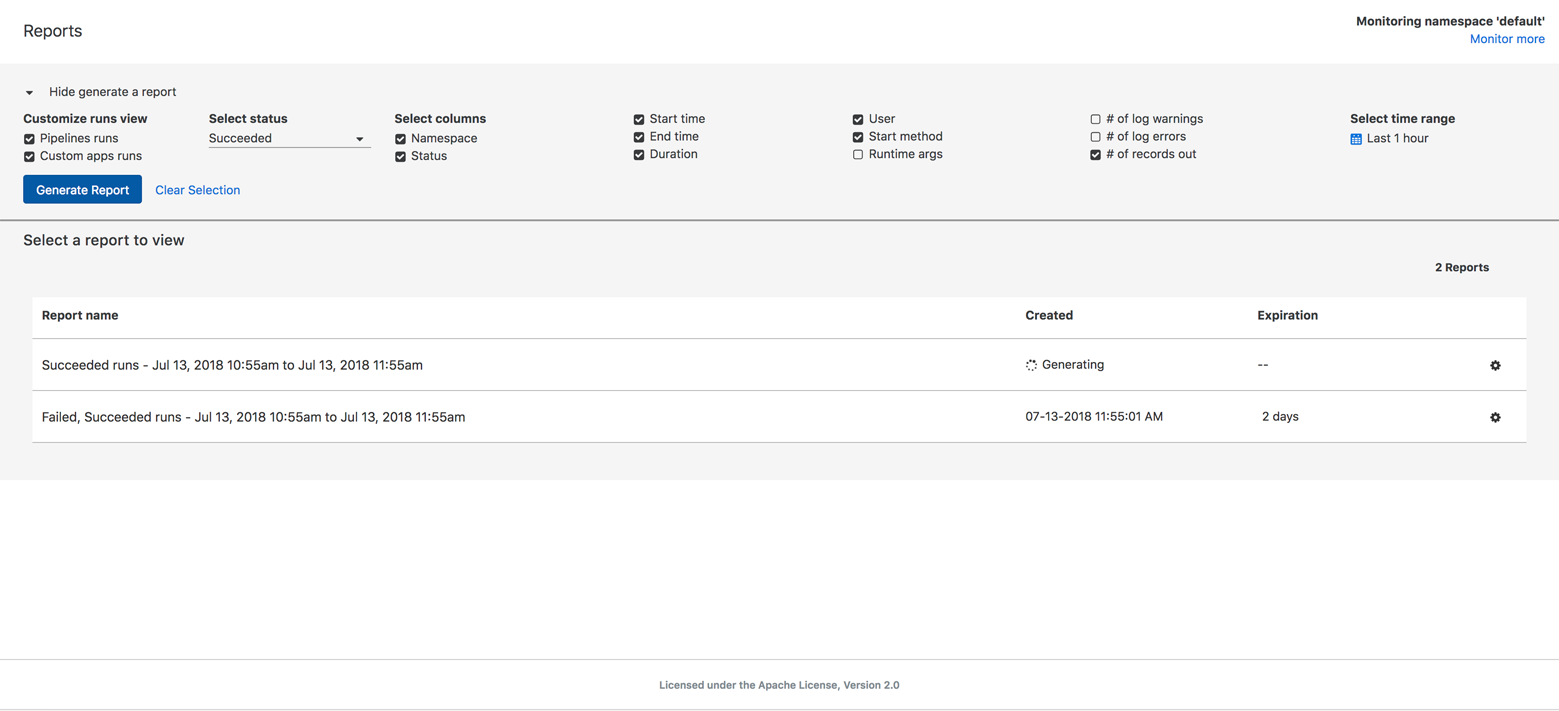 Reports
Monitoring namespace 'default'
Monitor more
Hide generate a report
Customize runs view
Pipelines runs
Custom apps runs
Select status
Succeeded
Select columns
Namespace
Status
Start time
End time
Duration
User
Start method
Runtime args
# of log warnings
# of log errors
# of records out
Select time range
Last 1 hour
Generate Report
Clear Selection
Select a report to view
2 Reports
Report name Created Expiration
Succeeded runs - Jul 13, 2018 10:55am to Jul 13, 2018 11:55am Generating --
Failed, Succeeded runs - Jul 13, 2018 10:55am to Jul 13, 2018 11:55am 07-13-2018 11:55:01 AM 2 days
Licensed under the Apache License, Version 2.0